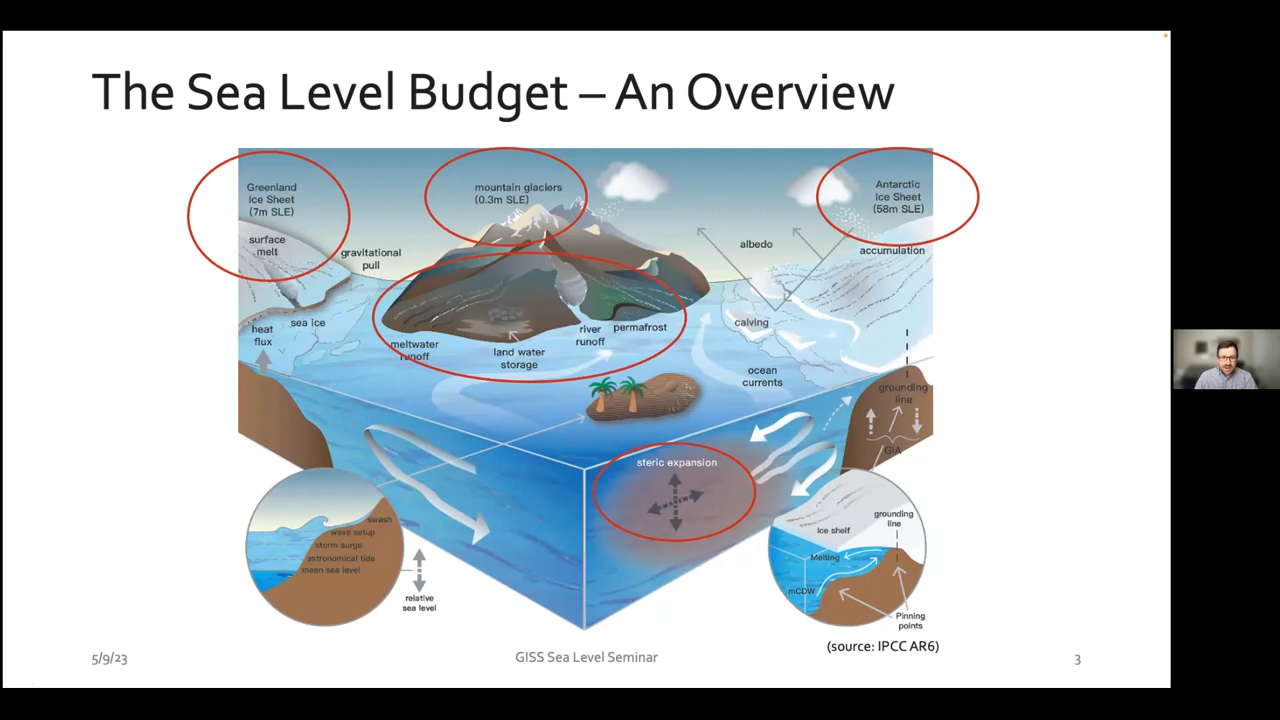 The Sea Level Budget – An Overview
Greenland
Ice Sheet
(7m SLE)
surface
melt
gravitational
pull
mountain glaciers
(0.3m SLE)
albedo
Antarctic
Ice Sheet
(58m SLE)
accumulation
heat
flux
sea ice
meltwater
runoff
land water
storage
river
runoff
permafrost
calving
ocean
currents
grounding
line
GIA
steric expansion
swash
wave setup
storm surge
astronomical tide
mean sea level
relative
sea level
Ice shelf
grounding
line
Melting
mCDW
Pinning
points
(source: IPCC AR6)
5/9/23
GISS Sea Level Seminar
3